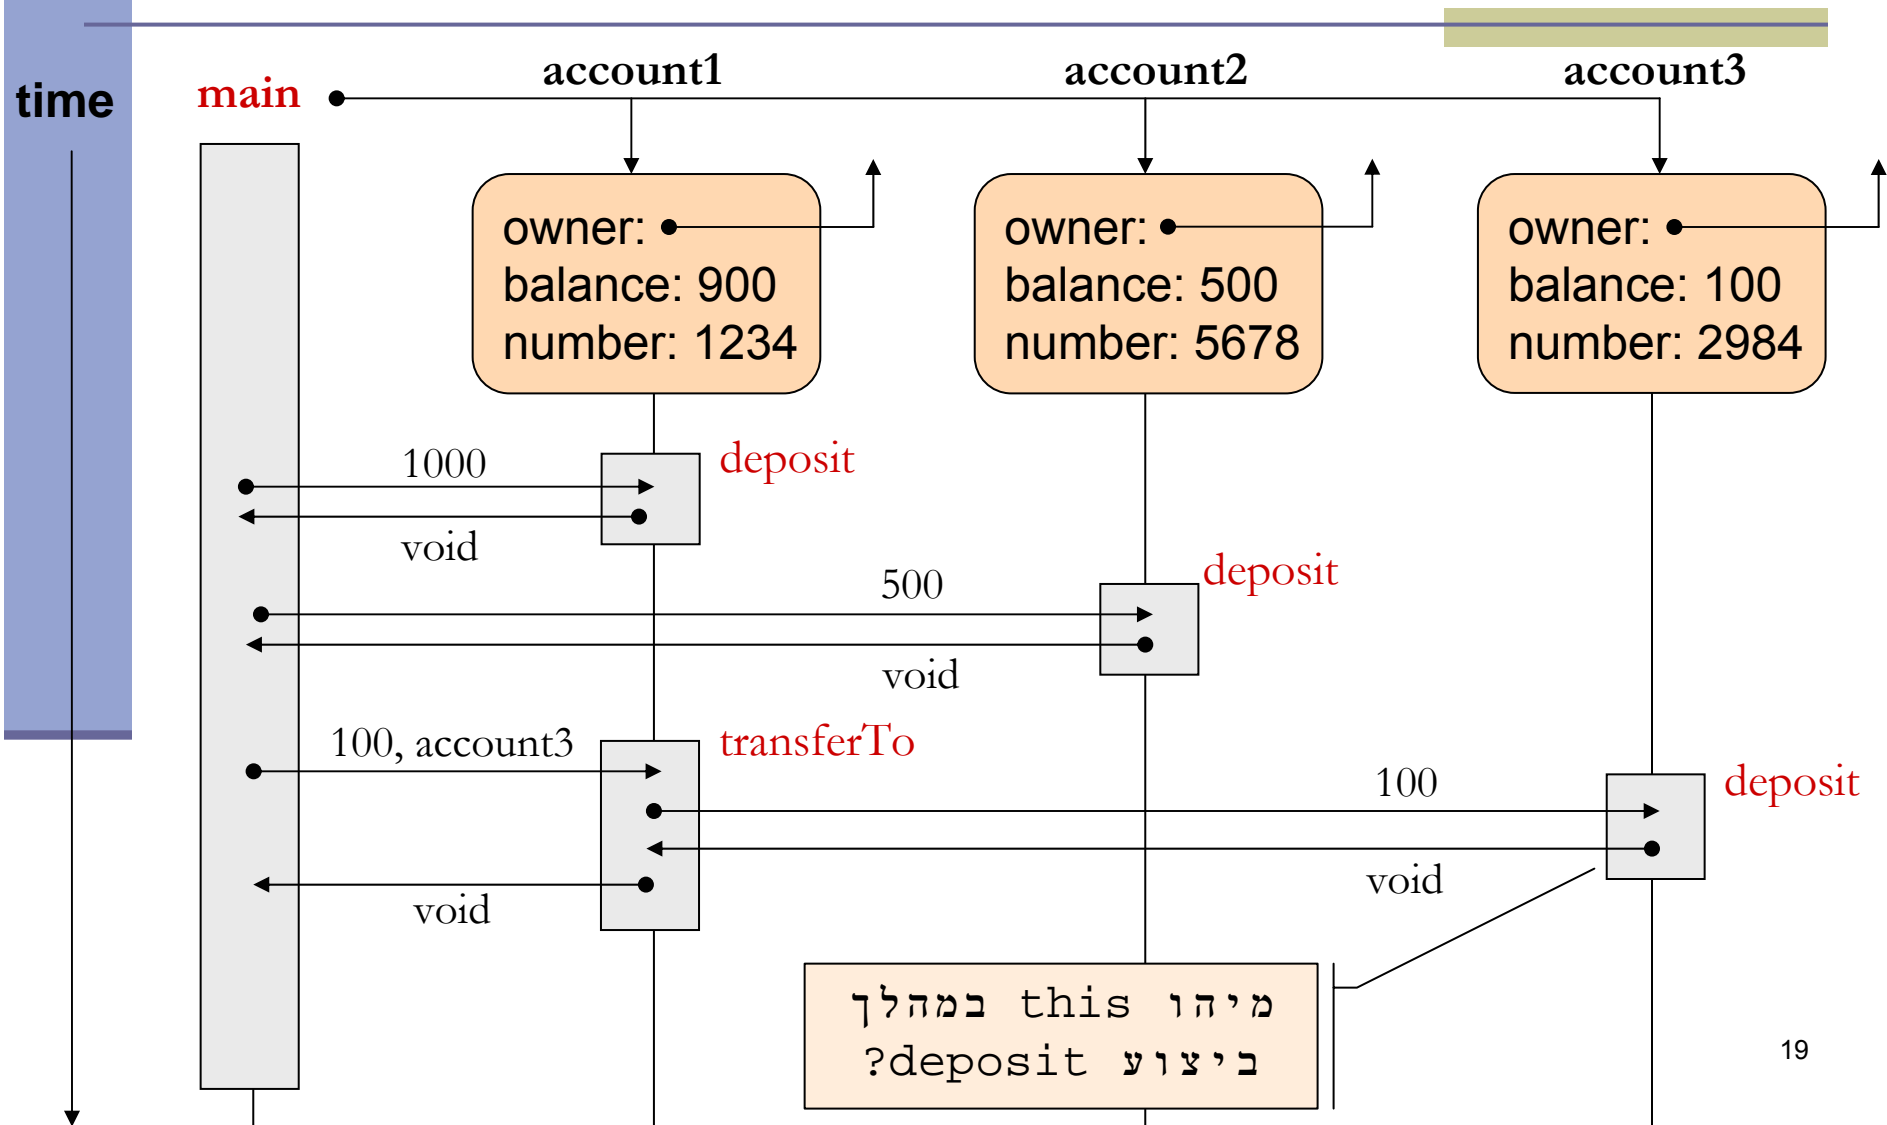 time
main
account1
account2
account3
owner:
balance: 900
number: 1234
owner:
balance: 500
number: 5678
owner:
balance: 100
number: 2984
1000
deposit
void
500
deposit
void
100, account3
transferTo
100
deposit
void
void
מיהו this במהלך
ביצוע deposit?
19